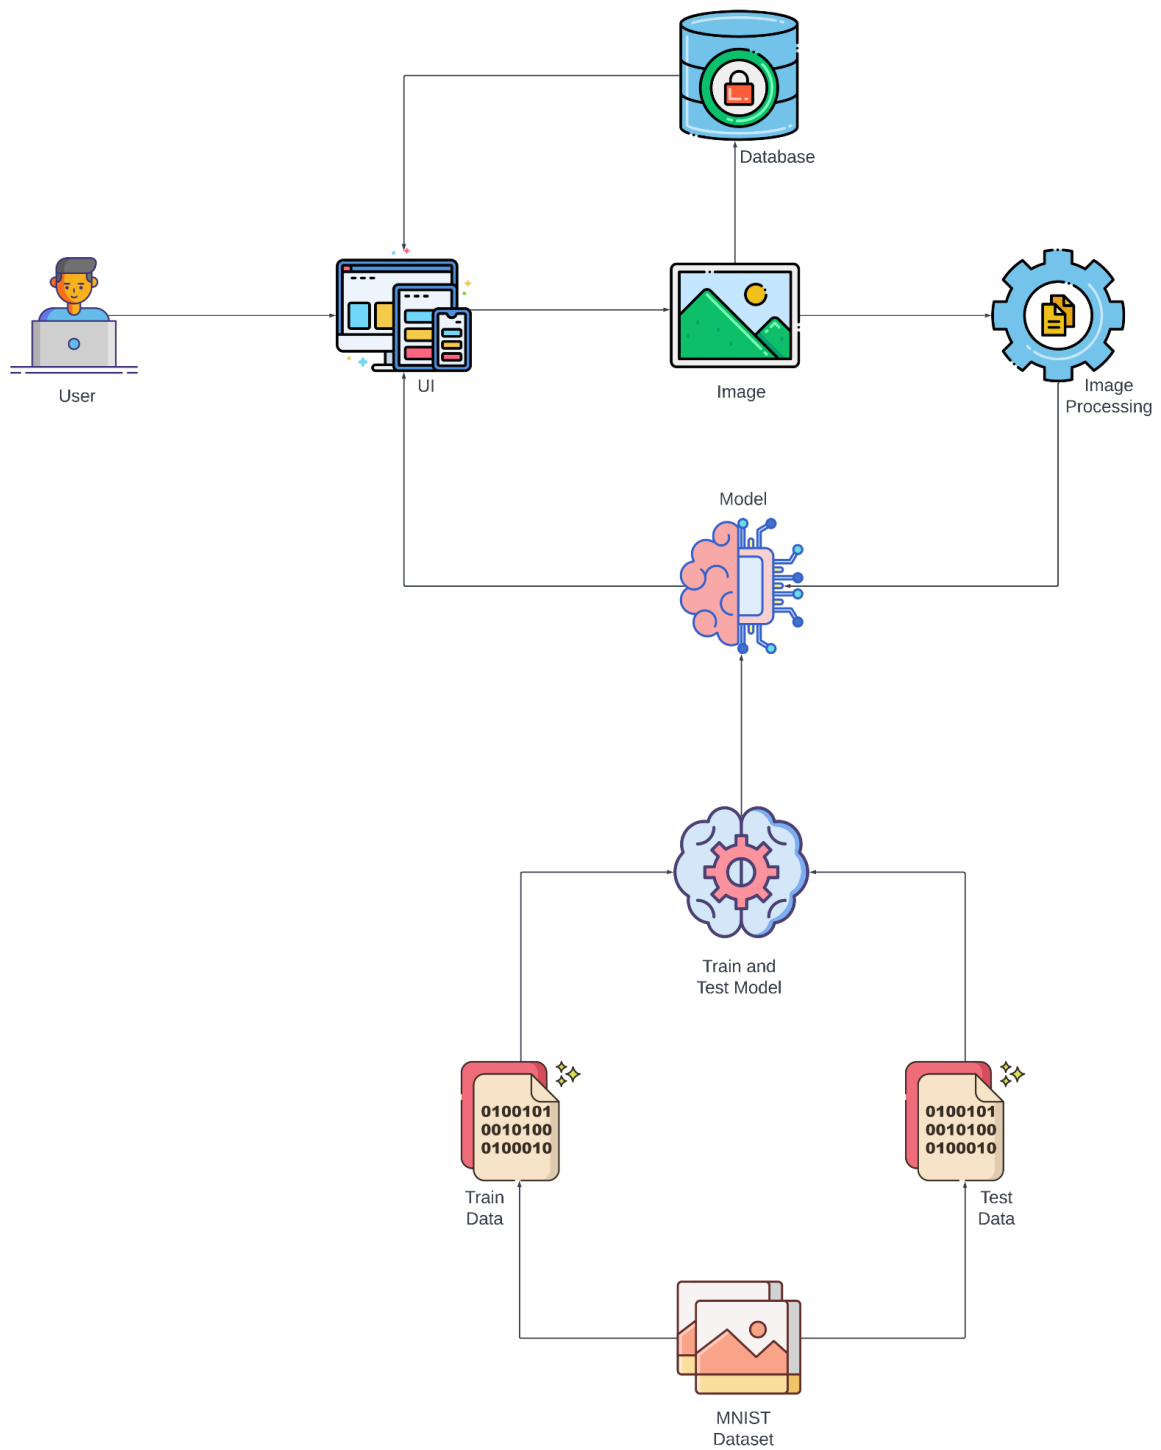 Database
User
UI
Image
Image
Processing
Model
Train and
Test Model
0100101
0010100
0100010
0100101
0010100
0100010
Train
Data
Test
Data
MNIST
Dataset